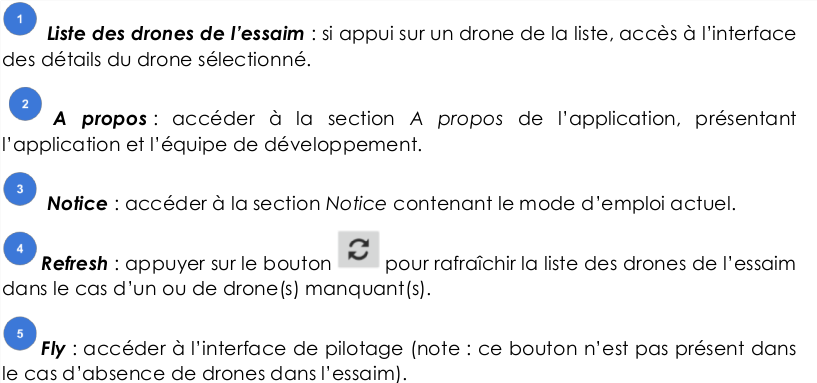 1 Liste des drones de l'essaim : si appui sur un drone de la liste, accès à l'interface
des détails du drone sélectionné.
2 A propos : accéder à la section A propos de l'application, présentant
l'application et l'équipe de développement.
3 Notice : accéder à la section Notice contenant le mode d'emploi actuel.
4 Refresh : appuyer sur le bouton pour rafraîchir la liste des drones de l'essaim
dans le cas d'un ou de drone(s) manquant(s).
5 Fly : accéder à l'interface de pilotage (note : ce bouton n'est pas présent dans
le cas d'absence de drones dans l'essaim).